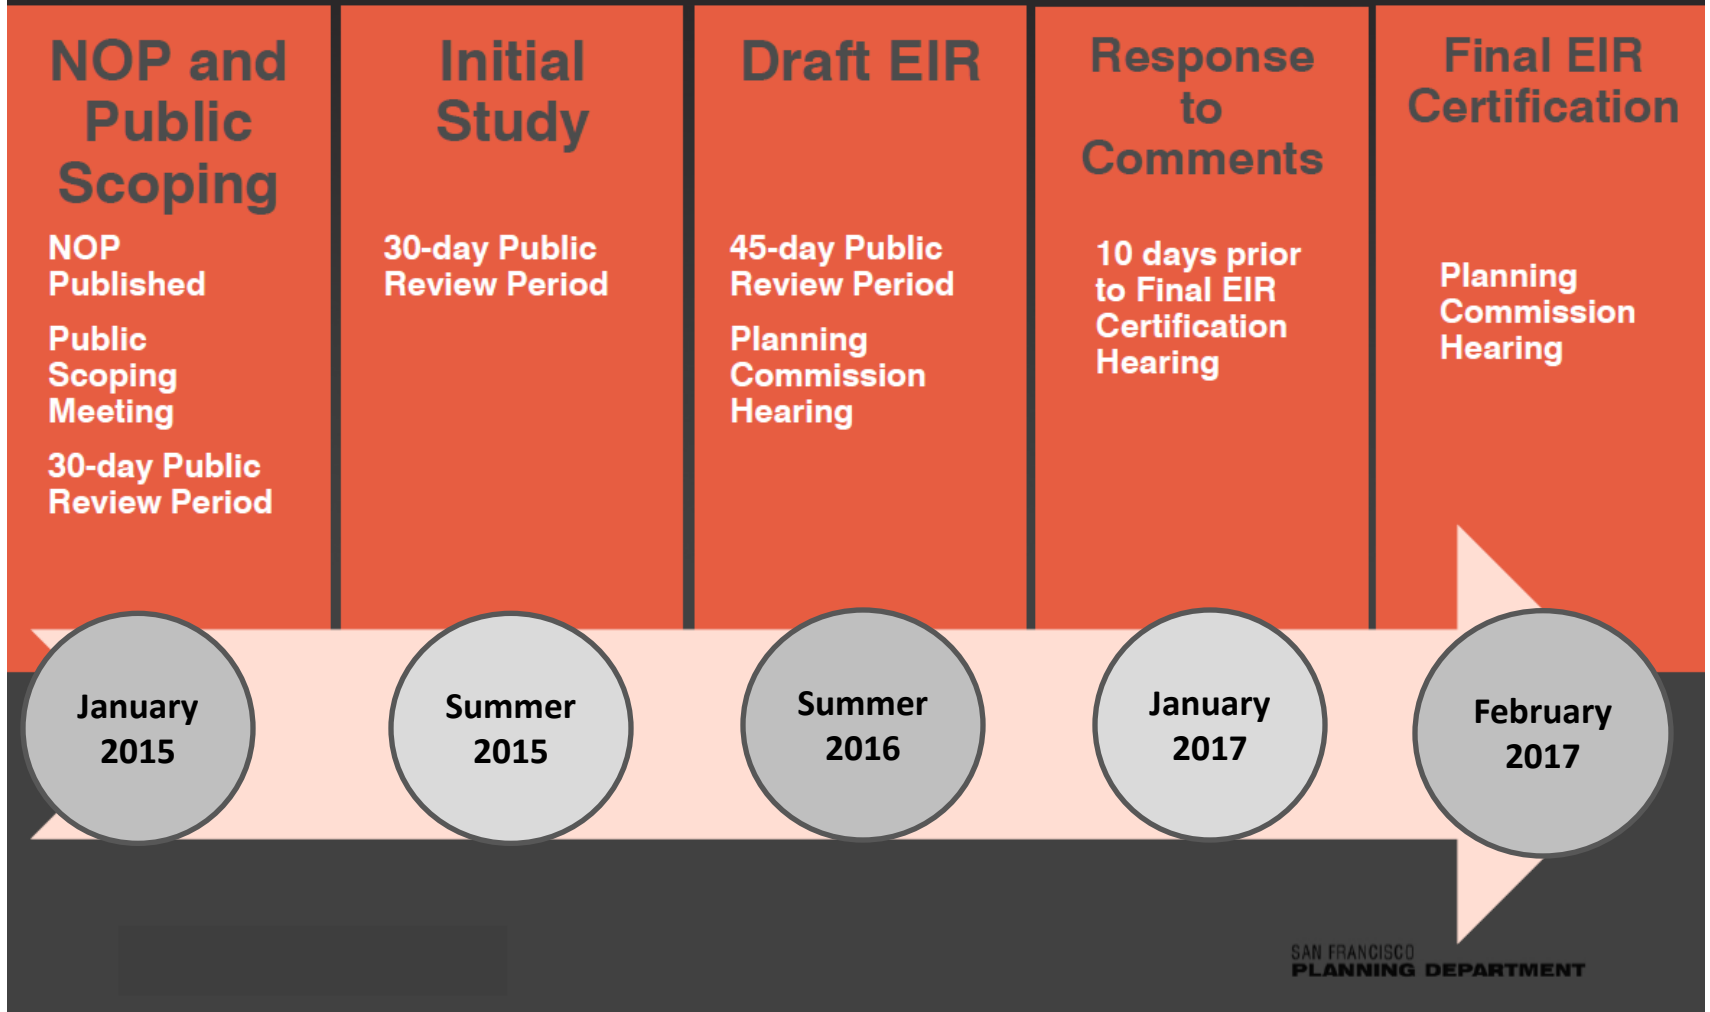 NOP and
Public
Scoping
NOP
Published
Public
Scoping
Meeting
30-day Public
Review Period
January
2015
Initial
Study
30-day Public
Review Period
Summer
2015
Draft EIR
45-day Public
Review Period
Planning
Commission
Hearing
Summer
2016
Response
to
Comments
10 days prior
to Final EIR
Certification
Hearing
January
2017
Final EIR
Certification
Planning
Commission
Hearing
February
2017
SAN FRANCISCO
PLANNING DEPARTMENT